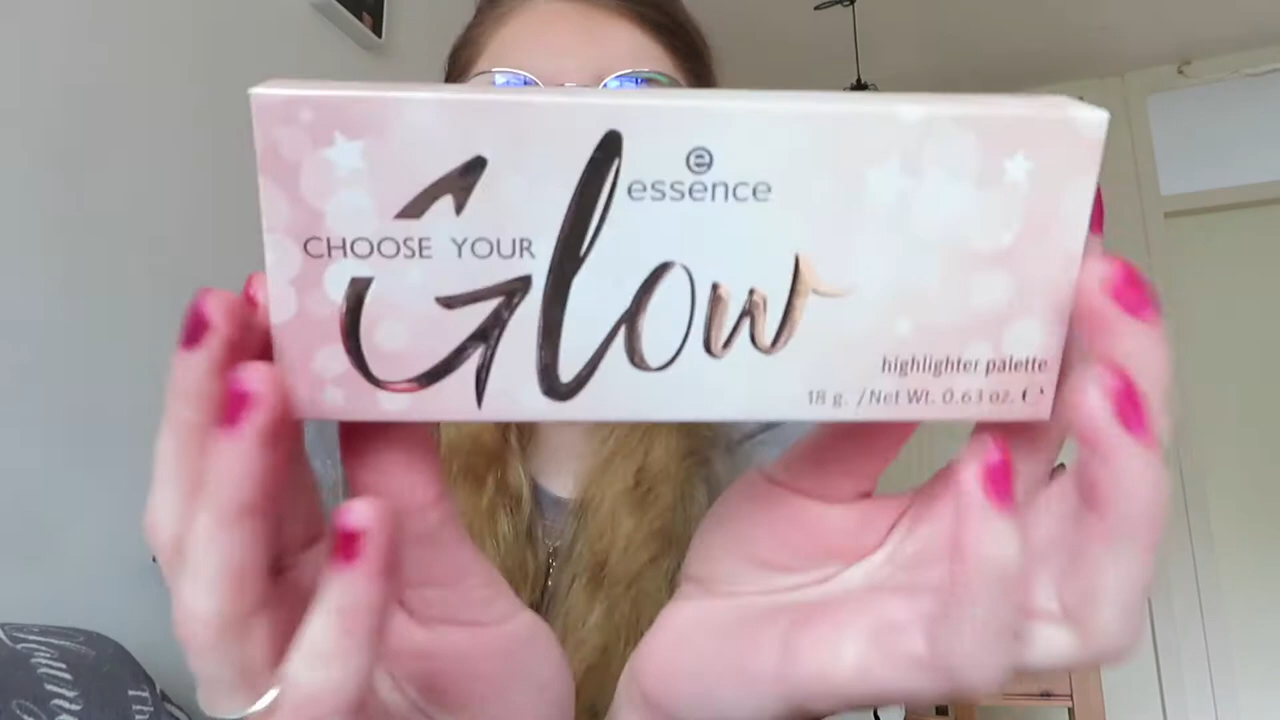 e
essence
CHOOSE YOUR
Glow
highlighter palette
18 g. /Net Wt. 0.63 oz.